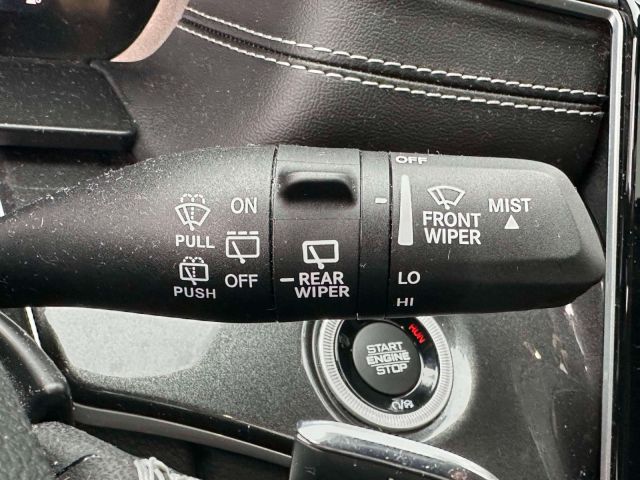 OFF
ON
FRONT
WIPER
MIST
PULL
OFF
PUSH
REAR
WIPER
LO
HI
RUN
START
ENGINE
STOP